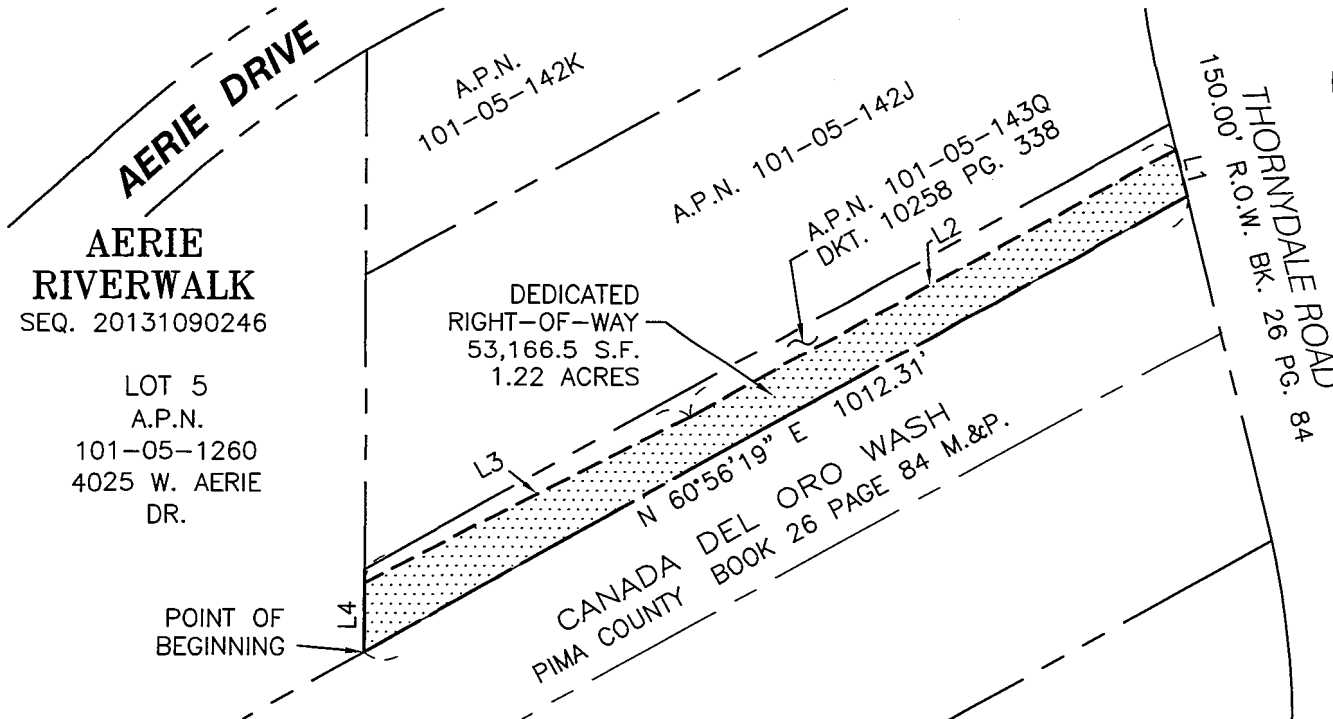 AERIE DRIVE
A.P.N.
101-05-142K
A.P.N. 101-05-142J
A.P.N. 101-05-143Q
DKT. 10258 PG. 338
L1
THORNYDALE ROAD
150.00' R.O.W. BK. 26 PG. 84
L2
AERIE
RIVERWALK
SEQ. 20131090246
LOT 5
A.P.N.
101-05-1260
4025 W. AERIE
DR.
DEDICATED
RIGHT-OF-WAY
53,166.5 S.F.
1.22 ACRES
L3
N 60°56'19" E 1012.31'
CANADA DEL ORO WASH
PIMA COUNTY BOOK 26 PAGE 84 M.&P.
L4
POINT OF
BEGINNING